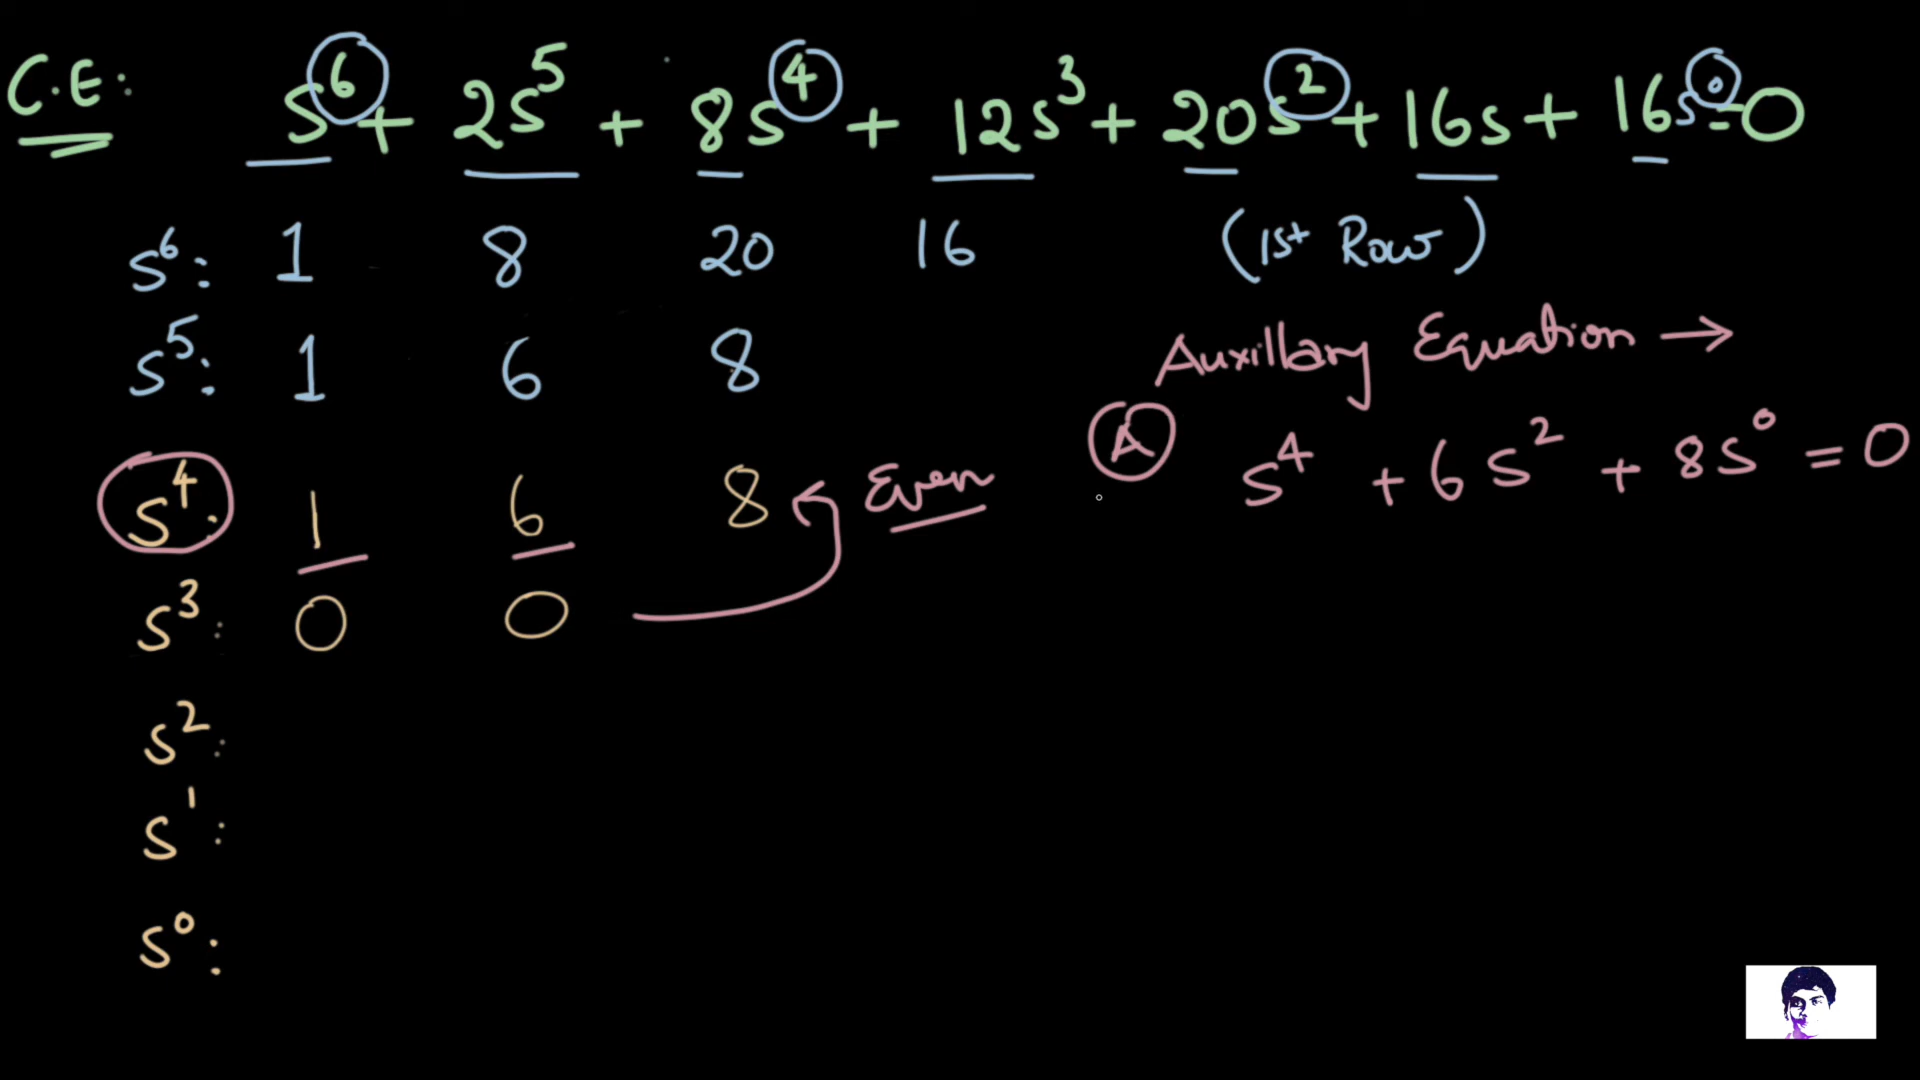 C.E: s⁶ + 2s⁵ + 8s⁴ + 12s³ + 20s² + 16s + 16s⁰ = 0
s⁶: 1 8 20 16 (1st Row)
s⁵: 1 6 8
Auxillary Equation →
s⁴: 1 6 8 Even
A s⁴ + 6s² + 8s⁰ = 0
s³: 0 0
s²:
s¹:
s⁰: